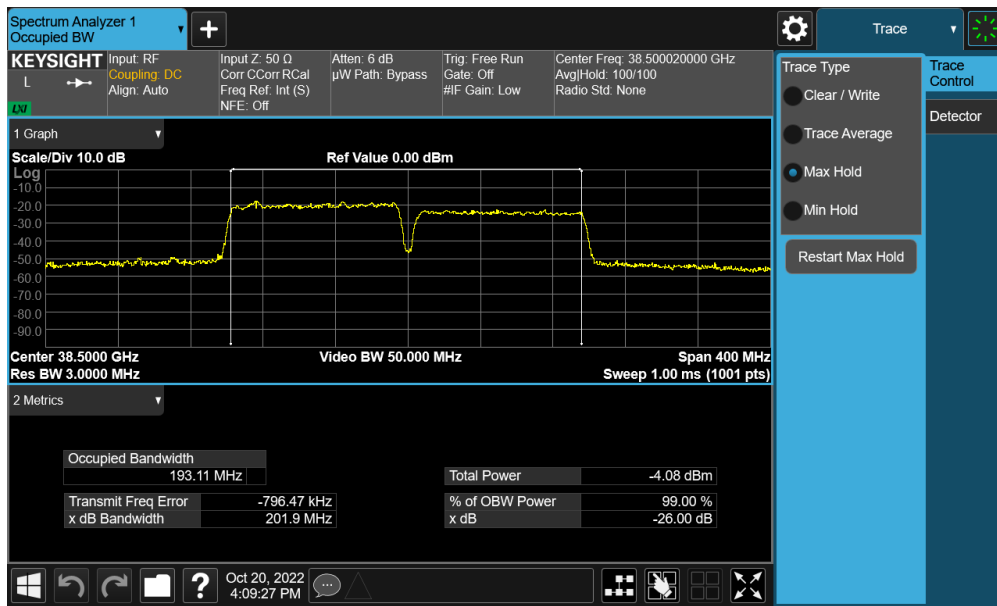 Spectrum Analyzer 1
Occupied BW
+
Trace
KEYSIGHT
L
LXI
Input: RF
Coupling: DC
Align: Auto
Input Z: 50 Ω
Corr CCorr RCal
Freq Ref: Int (S)
NFE: Off
Atten: 6 dB
µW Path: Bypass
Trig: Free Run
Gate: Off
#IF Gain: Low
Center Freq: 38.500020000 GHz
Avg|Hold: 100/100
Radio Std: None
Trace Type
Clear / Write
Trace Average
Max Hold
Min Hold
Restart Max Hold
Trace
Control
Detector
1 Graph
Scale/Div 10.0 dB
Ref Value 0.00 dBm
Log
-10.0
-20.0
-30.0
-40.0
-50.0
-60.0
-70.0
-80.0
-90.0
Center 38.5000 GHz
Video BW 50.000 MHz
Span 400 MHz
Res BW 3.0000 MHz
Sweep 1.00 ms (1001 pts)
2 Metrics
Occupied Bandwidth
193.11 MHz
Total Power -4.08 dBm
Transmit Freq Error -796.47 kHz
% of OBW Power 99.00 %
x dB Bandwidth 201.9 MHz
x dB -26.00 dB
?
Oct 20, 2022
4:09:27 PM